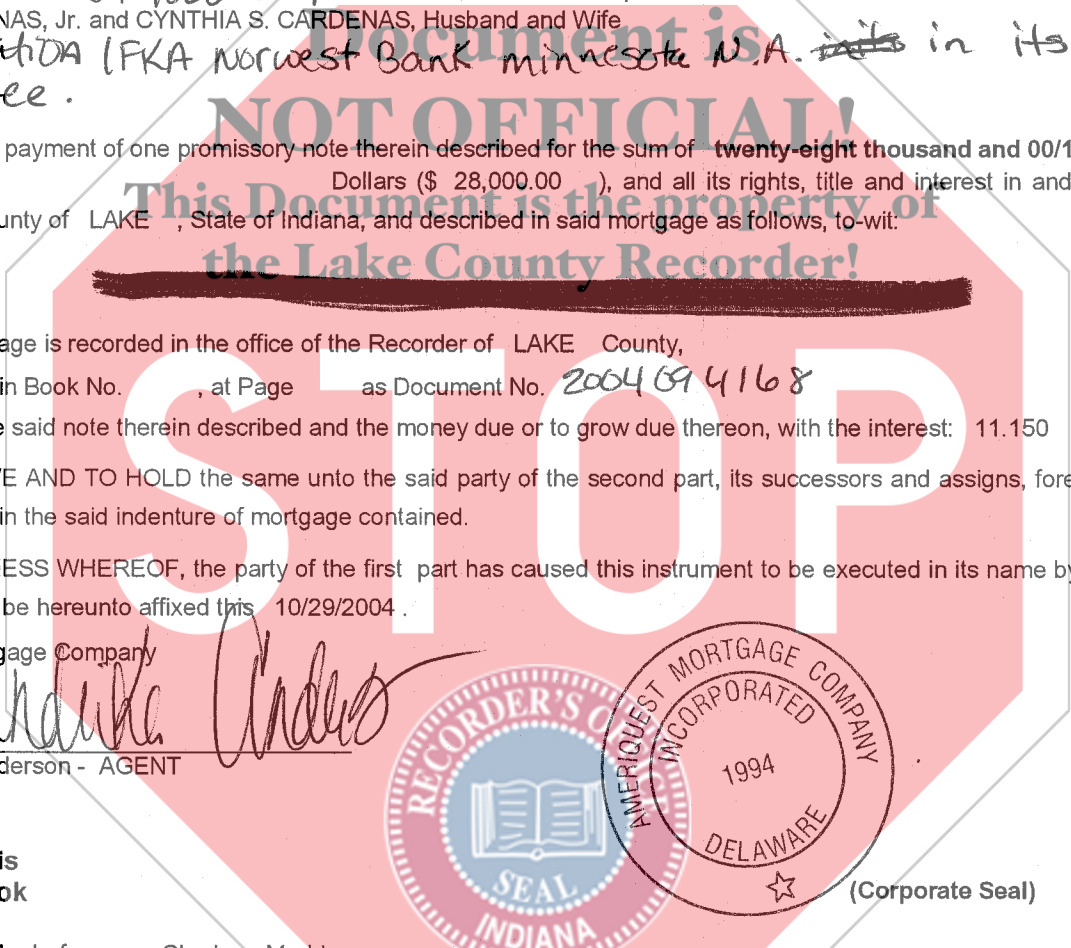 NAS, Jr. and CYNTHIA S. CARDENAS, Husband and Wife
Document is
FKA Norwest Bank minnesota N.A. in its
ee.
NOT OFFICIAL!
payment of one promissory note therein described for the sum of twenty-eight thousand and 00/1
Dollars ($ 28,000.00 ), and all its rights, title and interest in and
This Document is the property of
unty of LAKE , State of Indiana, and described in said mortgage as follows, to-wit:
the Lake County Recorder!
age is recorded in the office of the Recorder of LAKE County,
in Book No. , at Page as Document No. 2004094168
e said note therein described and the money due or to grow due thereon, with the interest: 11.150
E AND TO HOLD the same unto the said party of the second part, its successors and assigns, fore
in the said indenture of mortgage contained.
ESS WHEREOF, the party of the first part has caused this instrument to be executed in its name by
be hereunto affixed this 10/29/2004 .
STOP
gage Company
derson - AGENT
RECORDER'S OFFICE
SEAL
INDIANA
AMERIQUEST MORTGAGE COMPANY
INCORPORATED
1994
DELAWARE
is
ok
(Corporate Seal)